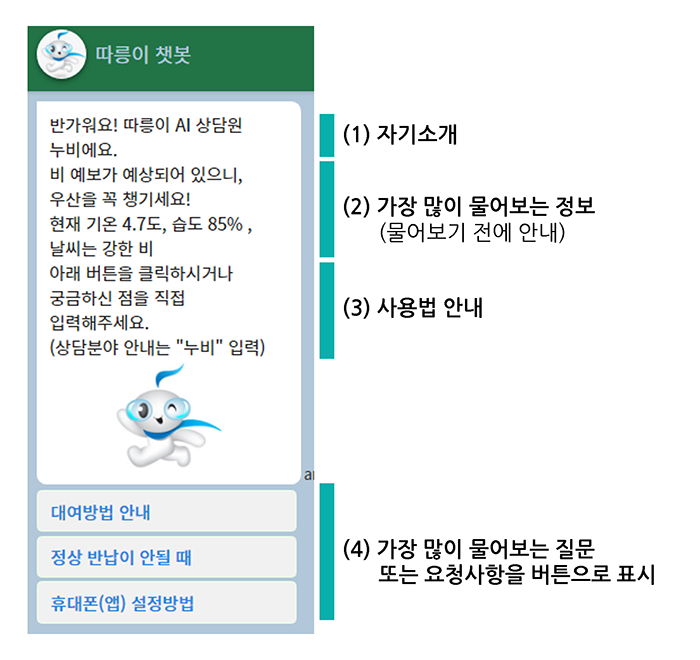 따릉이 챗봇
반가워요! 따릉이 AI 상담원
누비에요.
비 예보가 예상되어 있으니,
우산을 꼭 챙기세요!
현재 기온 4.7도, 습도 85% ,
날씨는 강한 비
아래 버튼을 클릭하시거나
궁금하신 점을 직접
입력해주세요.
(상담분야 안내는 "누비" 입력)
대여방법 안내
정상 반납이 안될 때
휴대폰(앱) 설정방법
(1) 자기소개
(2) 가장 많이 물어보는 정보
(물어보기 전에 안내)
(3) 사용법 안내
(4) 가장 많이 물어보는 질문
또는 요청사항을 버튼으로 표시